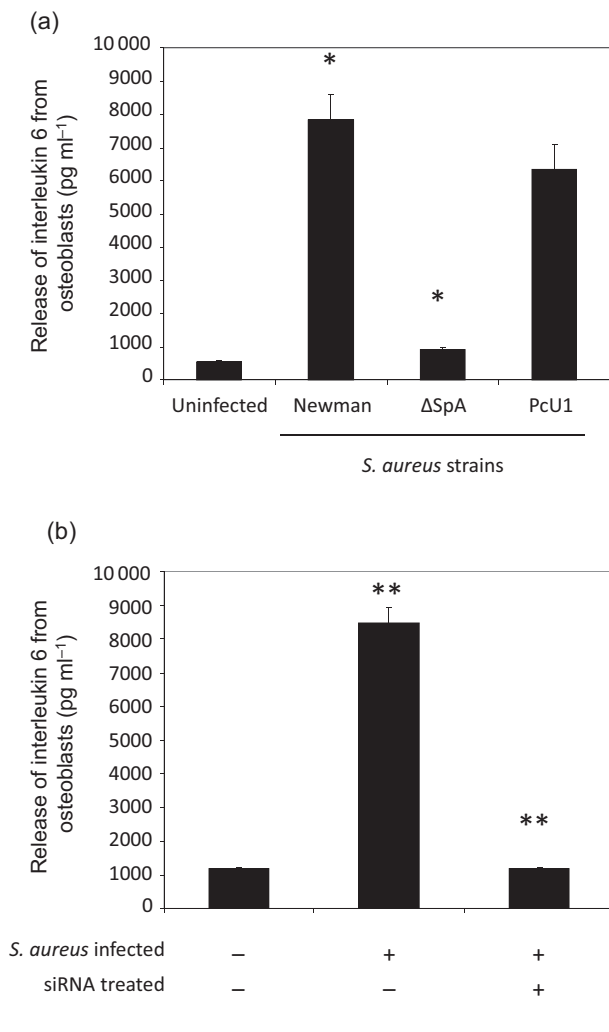 (a)
Release of interleukin 6 from
osteoblasts (pg ml⁻¹)
10 000
9000
8000
7000
6000
5000
4000
3000
2000
1000
0
*
*
Uninfected Newman ΔSpA PcU1
S. aureus strains
(b)
Release of interleukin 6 from
osteoblasts (pg ml⁻¹)
10 000
9000
8000
7000
6000
5000
4000
3000
2000
1000
0
**
**
S. aureus infected – + +
siRNA treated – – +